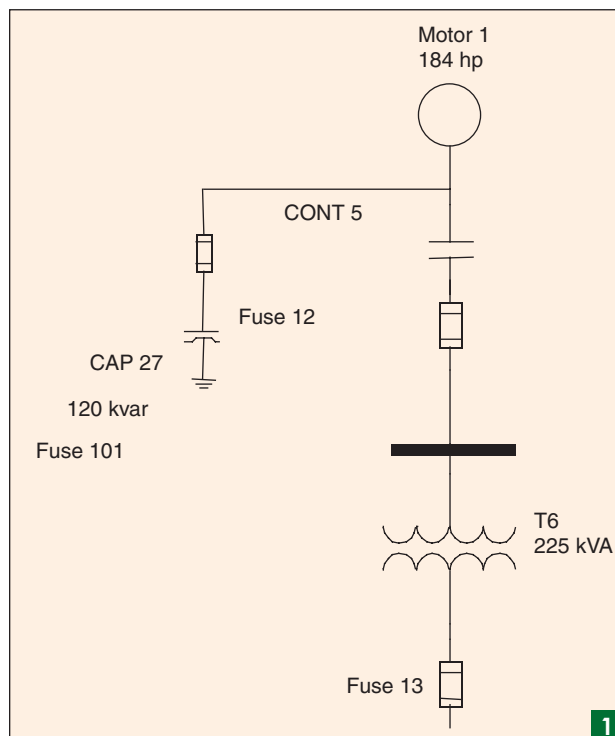 Motor 1
184 hp
CONT 5
Fuse 12
CAP 27
120 kvar
Fuse 101
T6
225 kVA
Fuse 13
1